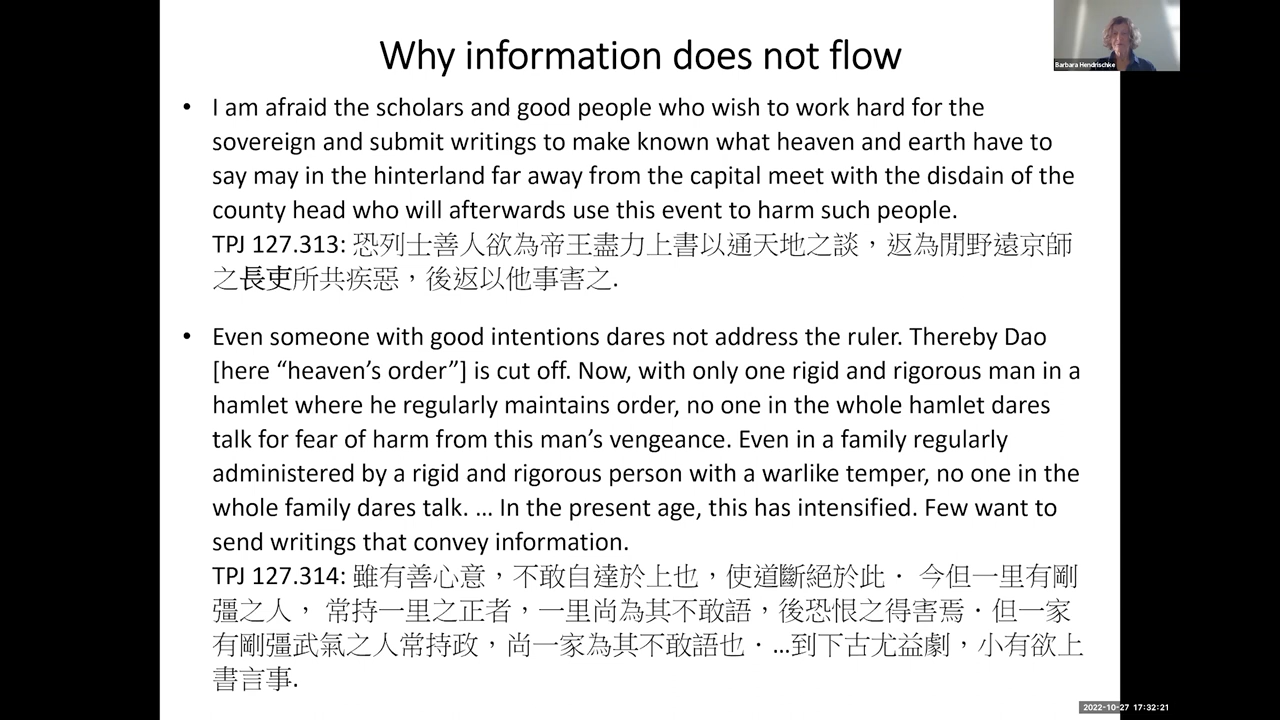 Why information does not flow
Barbara Hendrischke
• I am afraid the scholars and good people who wish to work hard for the
sovereign and submit writings to make known what heaven and earth have to
say may in the hinterland far away from the capital meet with the disdain of the
county head who will afterwards use this event to harm such people.
TPJ 127.313: 恐列士善人欲為帝王盡力上書以通天地之談，返為閒野遠京師
之長吏所共疾惡，後返以他事害之.
• Even someone with good intentions dares not address the ruler. Thereby Dao
[here “heaven’s order”] is cut off. Now, with only one rigid and rigorous man in a
hamlet where he regularly maintains order, no one in the whole hamlet dares
talk for fear of harm from this man’s vengeance. Even in a family regularly
administered by a rigid and rigorous person with a warlike temper, no one in the
whole family dares talk. … In the present age, this has intensified. Few want to
send writings that convey information.
TPJ 127.314: 雖有善心意，不敢自達於上也，使道斷絕於此． 今但一里有剛
彊之人， 常持一里之正者，一里尚為其不敢語，後恐恨之得害焉．但一家
有剛彊武氣之人常持政，尚一家為其不敢語也．…到下古尤益劇，小有欲上
書言事.
2022-10-27 17:32:21